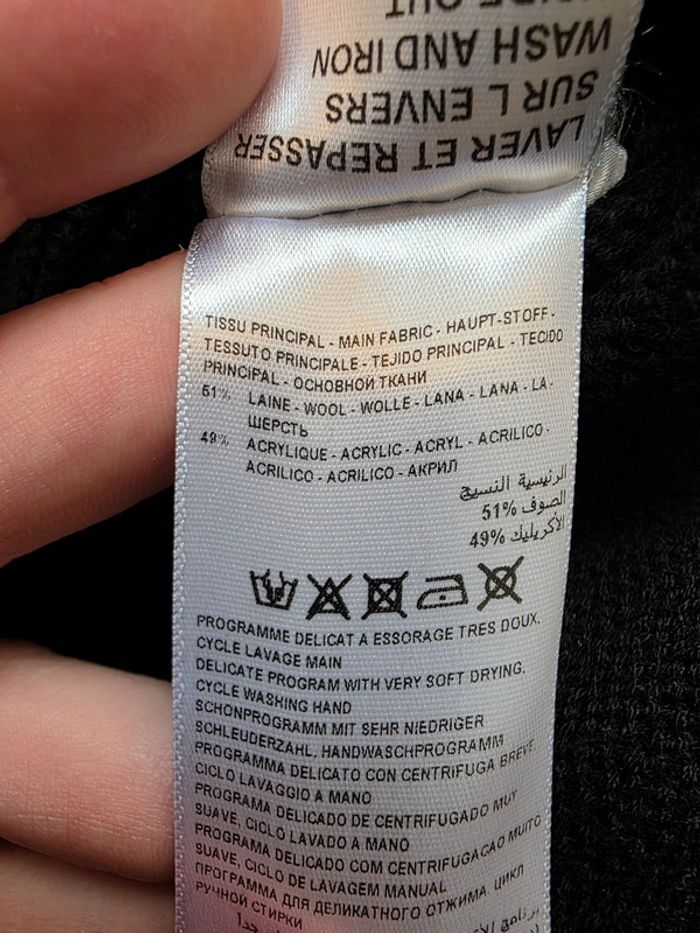 LAVER ET REPASSER
SUR L ENVERS
WASH AND IRON
TISSU PRINCIPAL - MAIN FABRIC - HAUPT-STOFF -
TESSUTO PRINCIPALE - TEJIDO PRINCIPAL - TECIDO
PRINCIPAL - ОСНОВНОЙ ТКАНИ
51% LAINE - WOOL - WOLLE - LANA - LANA - LA -
ШЕРСТЬ
49% ACRYLIQUE - ACRYLIC - ACRYL - ACRILICO -
ACRILICO - ACRILICO - АКРИЛ
الرئيسية النسيج
الصوف 51%
الأكريليك 49%
PROGRAMME DELICAT A ESSORAGE TRES DOUX,
CYCLE LAVAGE MAIN
DELICATE PROGRAM WITH VERY SOFT DRYING,
CYCLE WASHING HAND
SCHONPROGRAMM MIT SEHR NIEDRIGER
SCHLEUDERZAHL, HANDWASCHPROGRAMM
PROGRAMMA DELICATO CON CENTRIFUGA BREVE
CICLO LAVAGGIO A MANO
PROGRAMA DELICADO DE CENTRIFUGADO MUY
SUAVE, CICLO LAVADO A MANO
PROGRAMA DELICADO COM CENTRIFUGACAO MUITO
SUAVE, CICLO DE LAVAGEM MANUAL
ПРОГРАММА ДЛЯ ДЕЛИКАТНОГО ОТЖИМА, ЦИКЛ
РУЧНОЙ СТИРКИ